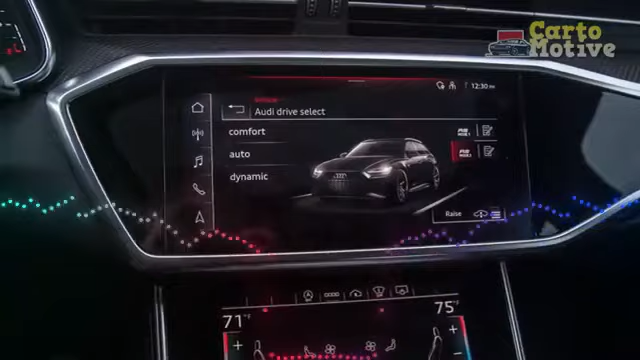 Carto
Motive
12:30
Audi drive select
comfort
auto
dynamic
RS
RS
Raise
71°F
75°F